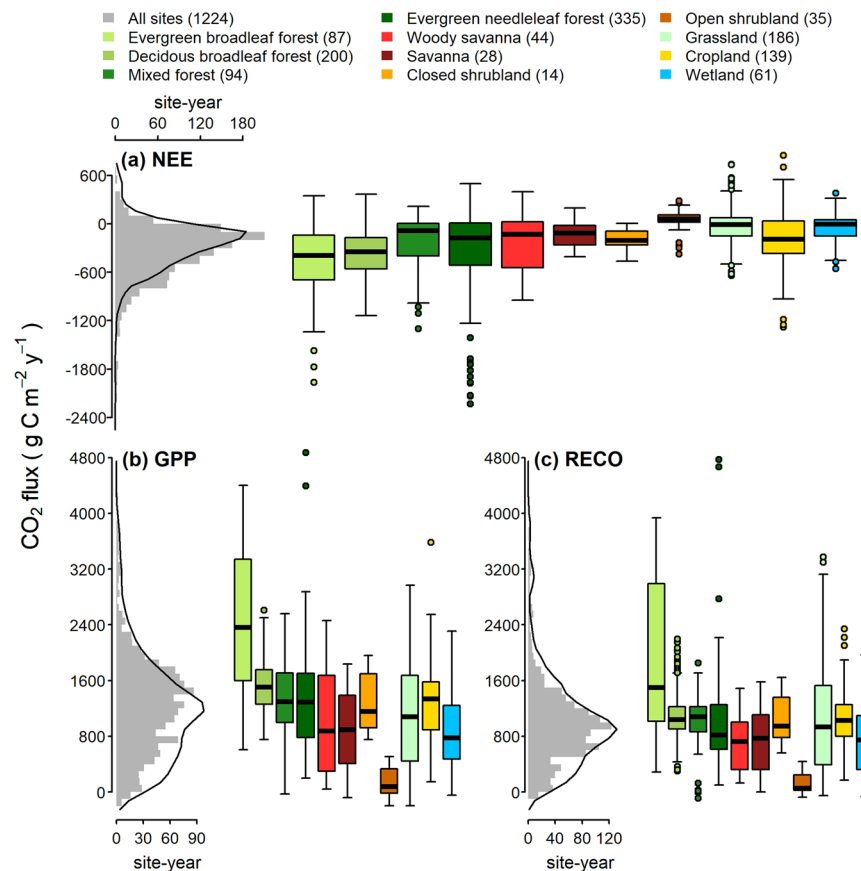 All sites (1224)
Evergreen broadleaf forest (87)
Decidous broadleaf forest (200)
Mixed forest (94)
Evergreen needleleaf forest (335)
Woody savanna (44)
Savanna (28)
Closed shrubland (14)
Open shrubland (35)
Grassland (186)
Cropland (139)
Wetland (61)
site-year
0 60 120 180
(a) NEE
600
0
-600
-1200
-1800
-2400
CO₂ flux ( g C m⁻² y⁻¹)
(b) GPP
4800
4000
3200
2400
1600
800
0
0 30 60 90
site-year
(c) RECO
4800
4000
3200
2400
1600
800
0
0 40 80 120
site-year